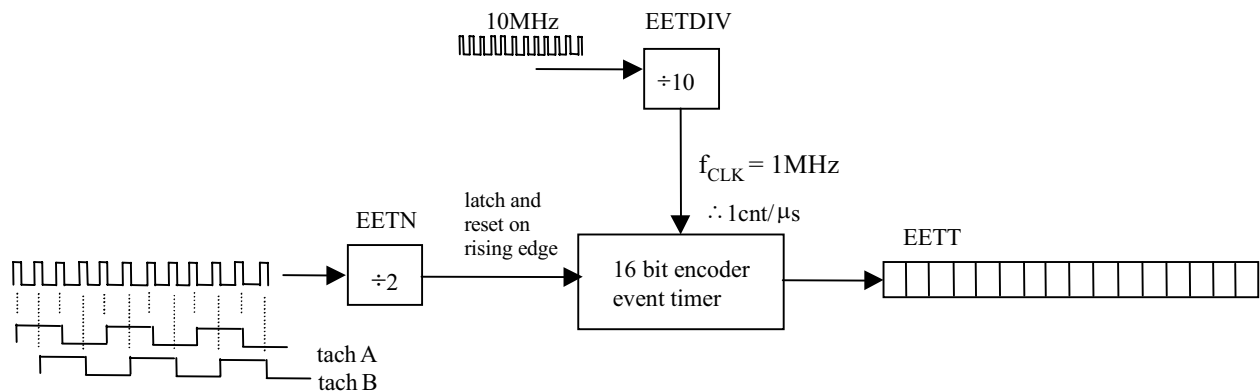 10MHz
EETDIV
÷10
f_CLK = 1MHz
∴ 1cnt/μs
latch and
reset on
rising edge
EETN
÷2
16 bit encoder
event timer
EETT
tach A
tach B